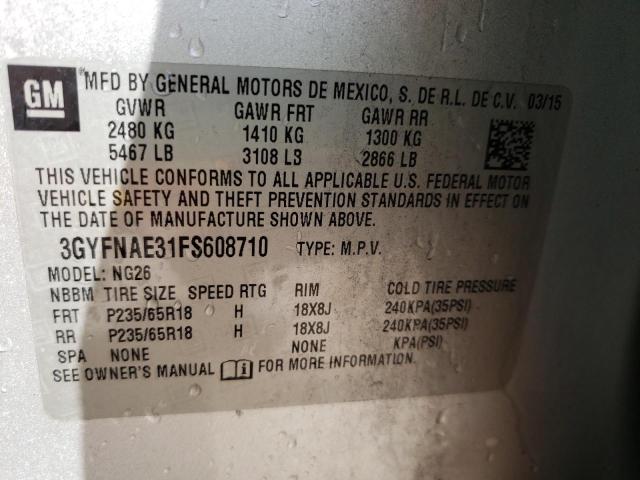 GM
MFD BY GENERAL MOTORS DE MEXICO, S. DE R.L. DE C.V. 03/15
GVWR GAWR FRT GAWR RR
2480 KG 1410 KG 1300 KG
5467 LB 3108 LB 2866 LB
THIS VEHICLE CONFORMS TO ALL APPLICABLE U.S. FEDERAL MOTOR
VEHICLE SAFETY AND THEFT PREVENTION STANDARDS IN EFFECT ON
THE DATE OF MANUFACTURE SHOWN ABOVE.
3GYFNAE31FS608710 TYPE: M.P.V.
MODEL: NG26
NBBM TIRE SIZE SPEED RTG RIM COLD TIRE PRESSURE
FRT P235/65R18 H 18X8J 240KPA(35PSI)
RR P235/65R18 H 18X8J 240KPA(35PSI)
SPA NONE NONE KPA(PSI)
SEE OWNER'S MANUAL FOR MORE INFORMATION.